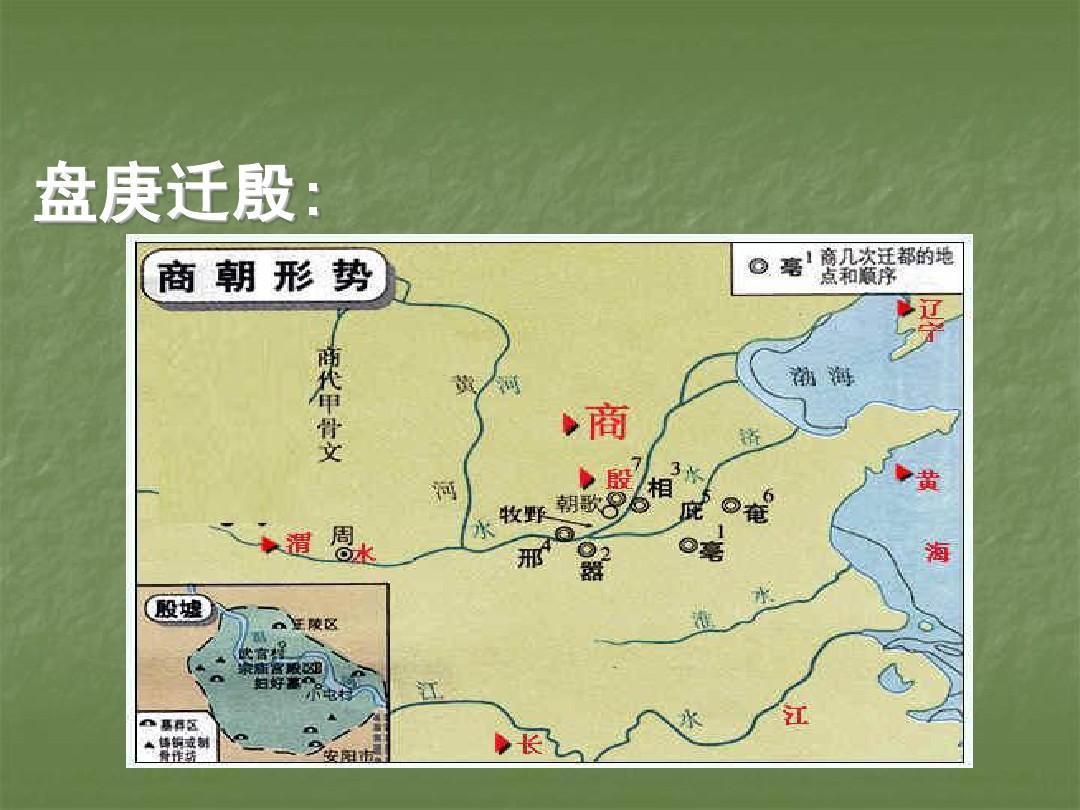 盘庚迁殷:
商朝形势
亳1 商几次迁都的地
点和顺序
辽宁
渤海
商代甲骨文
黄河
商
济水
殷7
相3
黄海
河水
朝歌
牧野
庇5
奄6
亳1
邢4
嚣2
渭水
周
淮水
殷墟
王陵区
武官村
宗庙宫殿区
妇好墓
小屯村
墓葬区
铸铜或制
骨作坊
安阳市
江水
长江